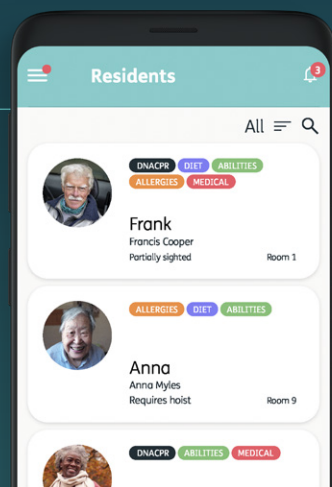 Residents
3
All
DNACPR DIET ABILITIES
ALLERGIES MEDICAL
Frank
Francis Cooper
Partially sighted Room 1
ALLERGIES DIET ABILITIES
Anna
Anna Myles
Requires hoist Room 9
DNACPR ABILITIES MEDICAL